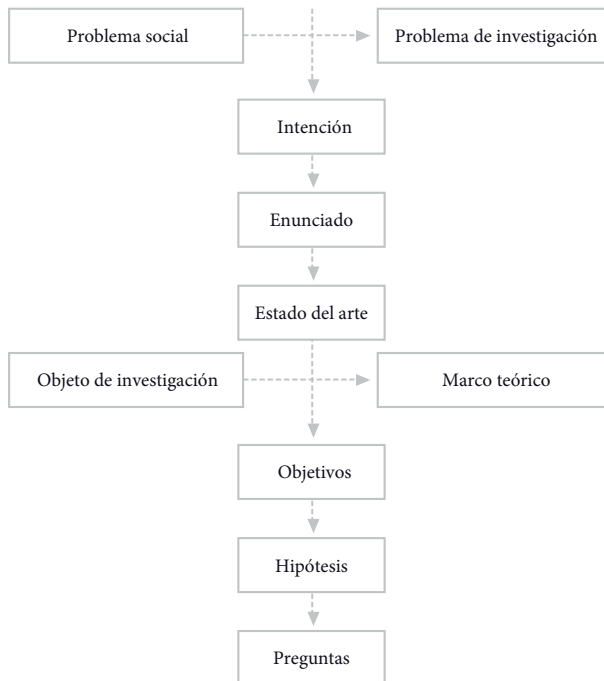 Problema social
Problema de investigación
Intención
Enunciado
Estado del arte
Objeto de investigación
Marco teórico
Objetivos
Hipótesis
Preguntas